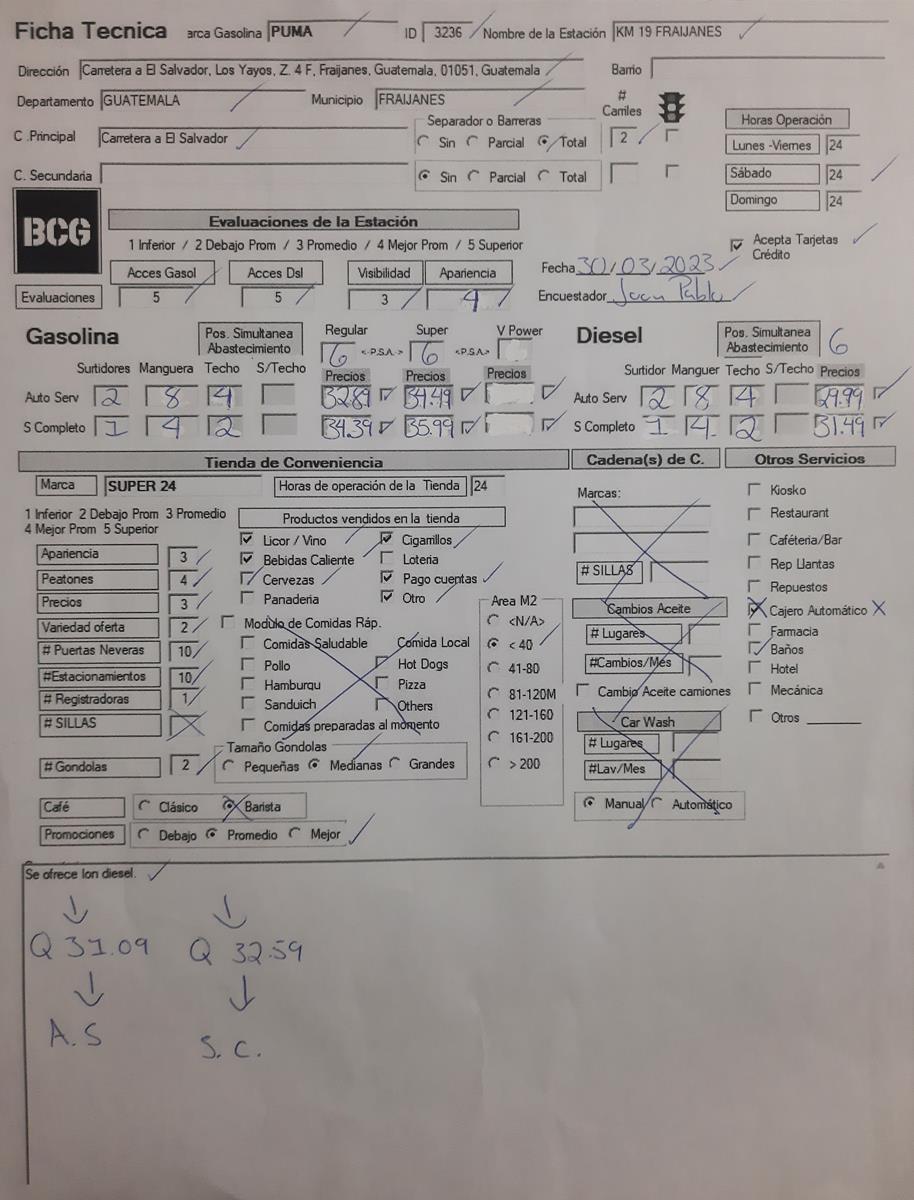 Ficha Tecnica arca Gasolina PUMA ID 3236 Nombre de la Estación KM 19 FRAIJANES
Dirección Carretera a El Salvador, Los Yayos, Z. 4 F, Fraijanes, Guatemala, 01051, Guatemala Barrio
Departamento GUATEMALA Municipio FRAIJANES # Carriles
Separador o Barreras Horas Operación
C .Principal Carretera a El Salvador Sin Parcial Total 2 Lunes -Viernes 24
C. Secundaria Sin Parcial Total Sábado 24
Domingo 24
BCG Evaluaciones de la Estación
1 Inferior / 2 Debajo Prom / 3 Promedio / 4 Mejor Prom / 5 Superior Acepta Tarjetas Crédito
Acces Gasol Acces Dsl Visibilidad Apariencia Fecha 30/03/2023
Evaluaciones 5 5 3 4 Encuestador Juan Pablo
Gasolina Pos. Simultanea Abastecimiento Regular Super V Power Diesel Pos. Simultanea Abastecimiento 6
6 <-P.S.A.-> 6 <-P.S.A.>
Surtidores Manguera Techo S/Techo Precios Precios Precios Surtidor Manguer Techo S/Techo Precios
Auto Serv 2 8 4 32.89 34.49 Auto Serv 2 8 4 29.99
S Completo 1 4 2 34.39 35.99 S Completo 1 4 2 31.49
Tienda de Conveniencia Cadena(s) de C. Otros Servicios
Marca SUPER 24 Horas de operación de la Tienda 24 Marcas: Kiosko
1 Inferior 2 Debajo Prom 3 Promedio Productos vendidos en la tienda Restaurant
4 Mejor Prom 5 Superior Licor / Vino Cigarrillos Caféteria/Bar
Apariencia 3 Bebidas Caliente Loteria Rep Llantas
Peatones 4 Cervezas Pago cuentas # SILLAS Repuestos
Precios 3 Panaderia Otro Area M2 Cambios Aceite Cajero Automático
Variedad oferta 2 Modulo de Comidas Ráp. <N/A> # Lugares Farmacia
# Puertas Neveras 10 Comidas Saludable Comida Local < 40 Baños
#Estacionamientos 10 Pollo Hot Dogs 41-80 #Cambios/Més Hotel
# Registradoras 1 Hamburgu Pizza 81-120M Cambio Aceite camiones Mecánica
# SILLAS Sanduich Others 121-160 Car Wash Otros
Comidas preparadas al momento 161-200 # Lugares
# Gondolas 2 Tamaño Gondolas Pequeñas Medianas Grandes > 200 #Lav/Mes
Café Clásico Barista Manual Automático
Promociones Debajo Promedio Mejor
Se ofrece Ion diesel.
Q 31.09 Q 32.59
A.S S. C.